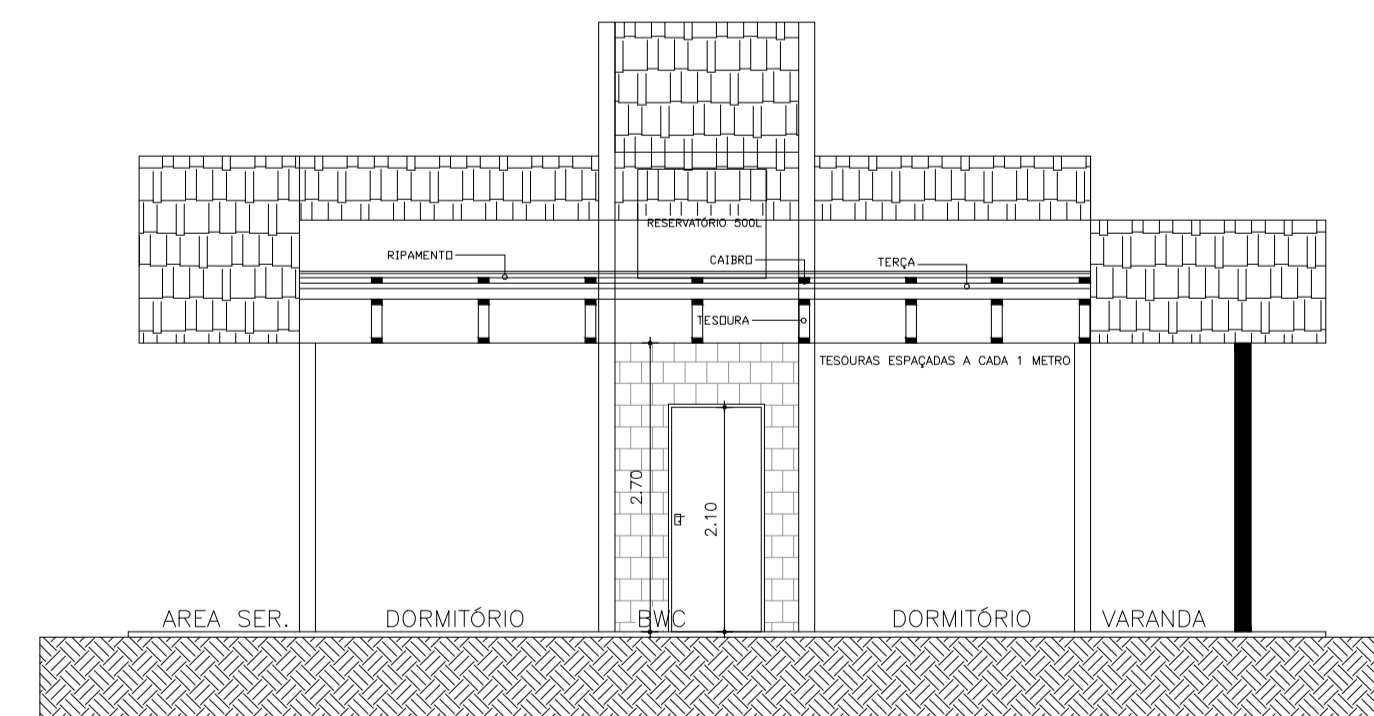 RESERVATÓRIO 500L
RIPAMENTO
CAIBRO
TERÇA
TESOURA
TESOURAS ESPAÇADAS A CADA 1 METRO
2.70
2.10
AREA SER.
DORMITÓRIO
BWC
DORMITÓRIO
VARANDA